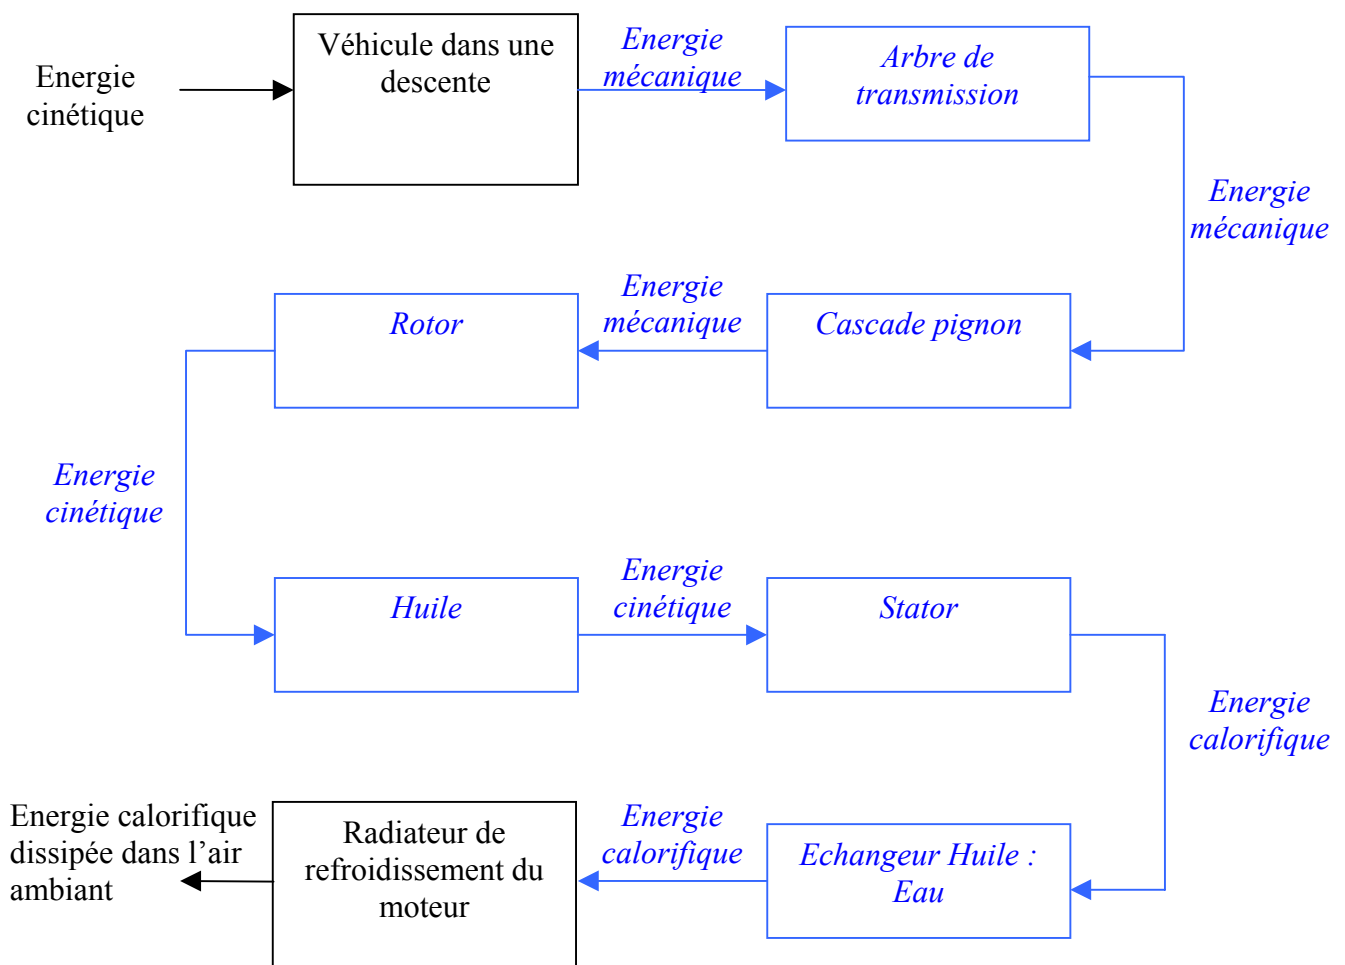 Energie
cinétique
Véhicule dans une
descente
Energie
mécanique
Arbre de
transmission
Energie
mécanique
Cascade pignon
Energie
mécanique
Rotor
Energie
cinétique
Huile
Energie
cinétique
Stator
Energie
calorifique
Echangeur Huile :
Eau
Energie
calorifique
Radiateur de
refroidissement du
moteur
Energie calorifique
dissipée dans l’air
ambiant